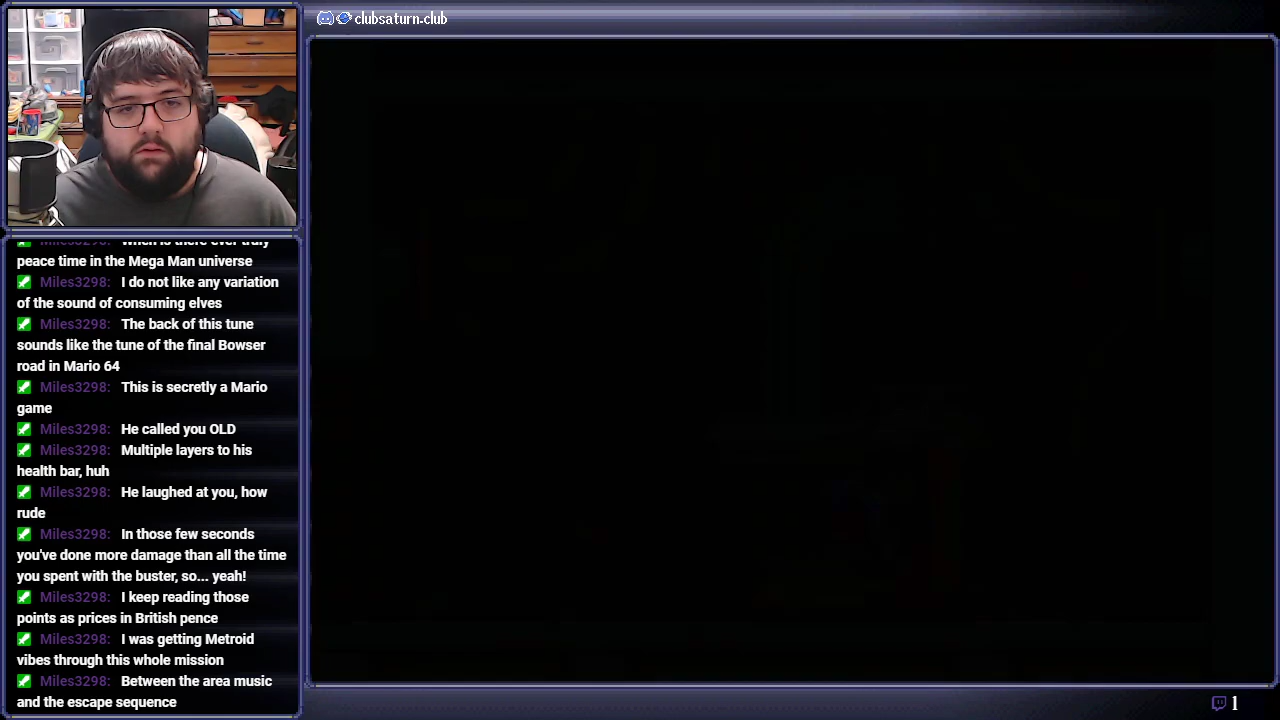 clubsaturn.club
Miles3298: When is there ever truly
peace time in the Mega Man universe
Miles3298: I do not like any variation
of the sound of consuming elves
Miles3298: The back of this tune
sounds like the tune of the final Bowser
road in Mario 64
Miles3298: This is secretly a Mario
game
Miles3298: He called you OLD
Miles3298: Multiple layers to his
health bar, huh
Miles3298: He laughed at you, how
rude
Miles3298: In those few seconds
you've done more damage than all the time
you spent with the buster, so... yeah!
Miles3298: I keep reading those
points as prices in British pence
Miles3298: I was getting Metroid
vibes through this whole mission
Miles3298: Between the area music
and the escape sequence
1